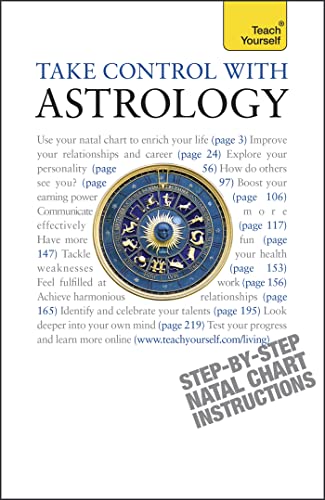 Teach®
Yourself
TAKE CONTROL WITH
ASTROLOGY
Use your natal chart to enrich your life (page 3) Improve
your relationships and career (page 24) Explore your
personality (page 56) How do others
see you? (page 97) Boost your
earning power (page 106)
Communicate more
effectively (page 117)
Have more fun (page
147) Tackle your health
weaknesses (page 153)
Feel fulfilled at work (page 156)
Achieve harmonious relationships (page
165) Identify and celebrate your talents (page 195) Look
deeper into your own mind (page 219) Test your progress
and learn more online (www.teachyourself.com/living)
STEP-BY-STEP
NATAL CHART
INSTRUCTIONS